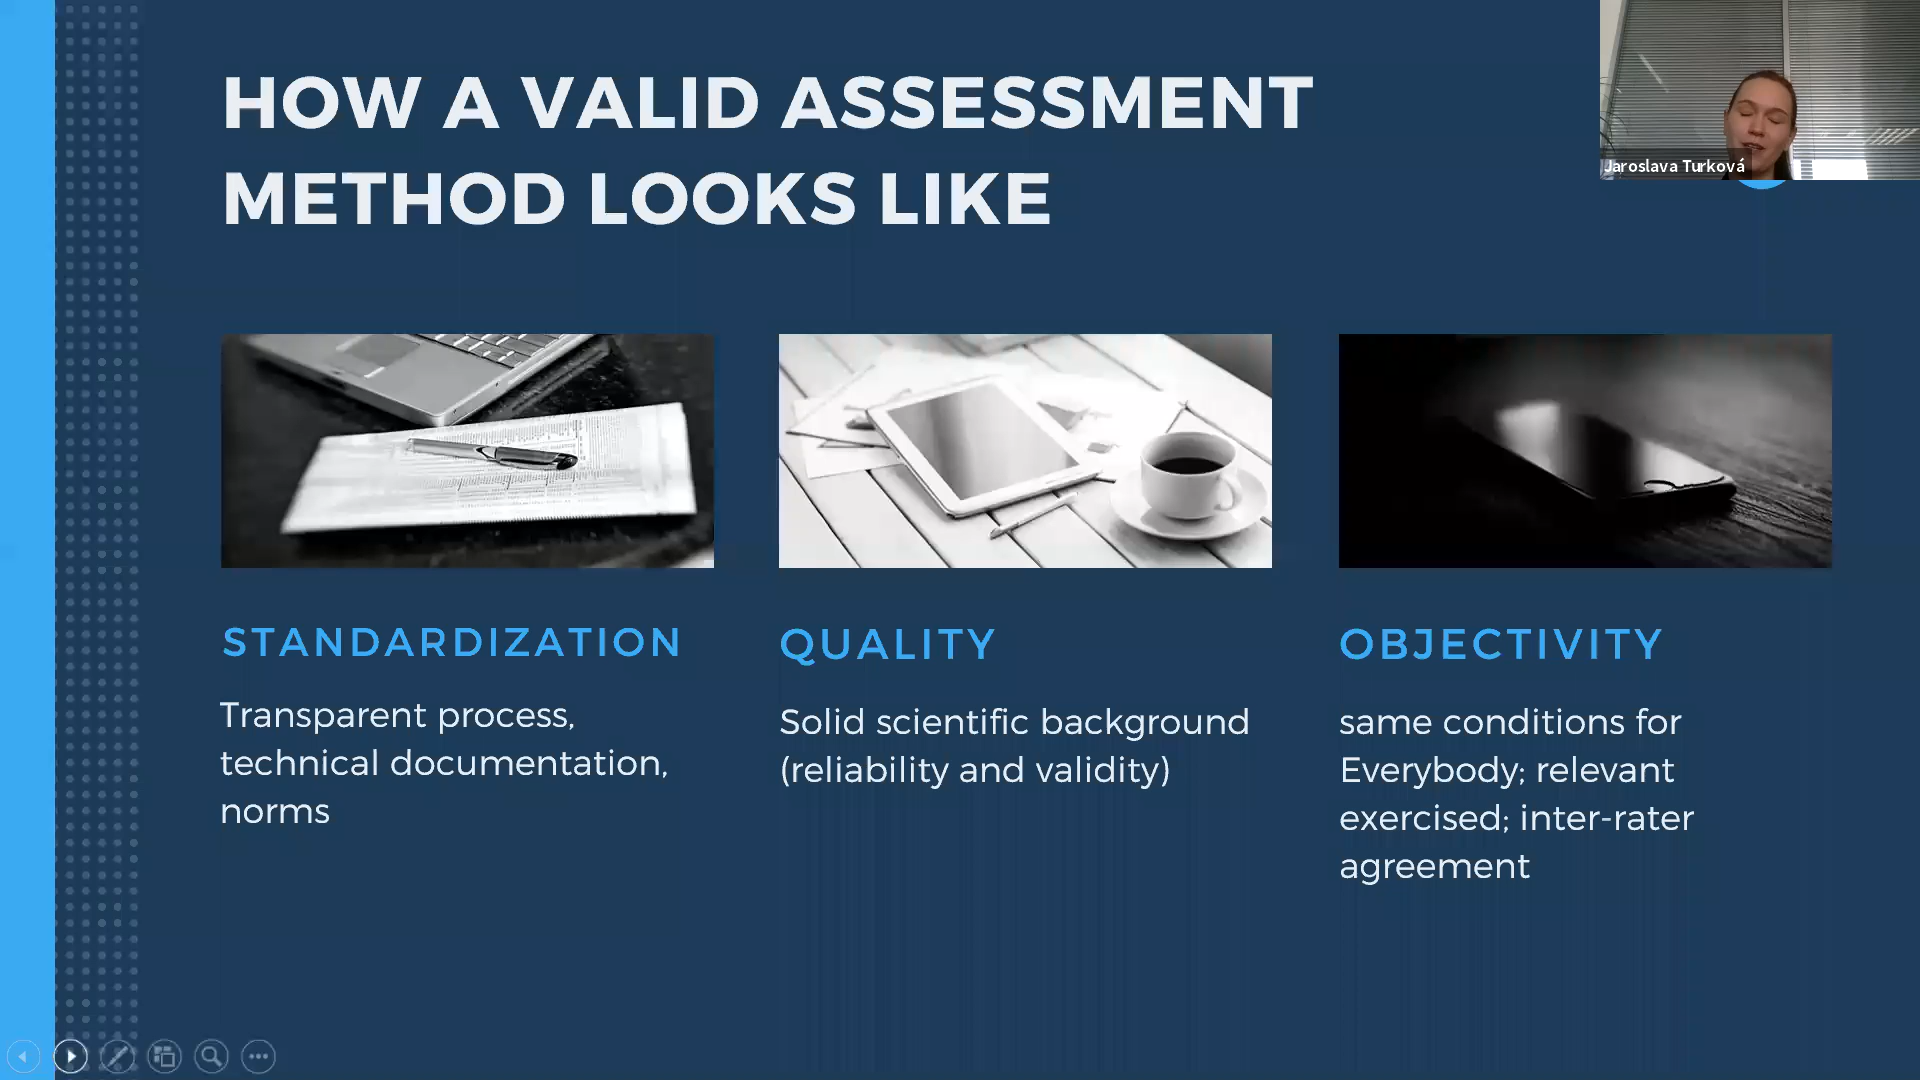 HOW A VALID ASSESSMENT
METHOD LOOKS LIKE
Jaroslava Turková
STANDARDIZATION
Transparent process,
technical documentation,
norms
QUALITY
Solid scientific background
(reliability and validity)
OBJECTIVITY
same conditions for
Everybody; relevant
exercised; inter-rater
agreement